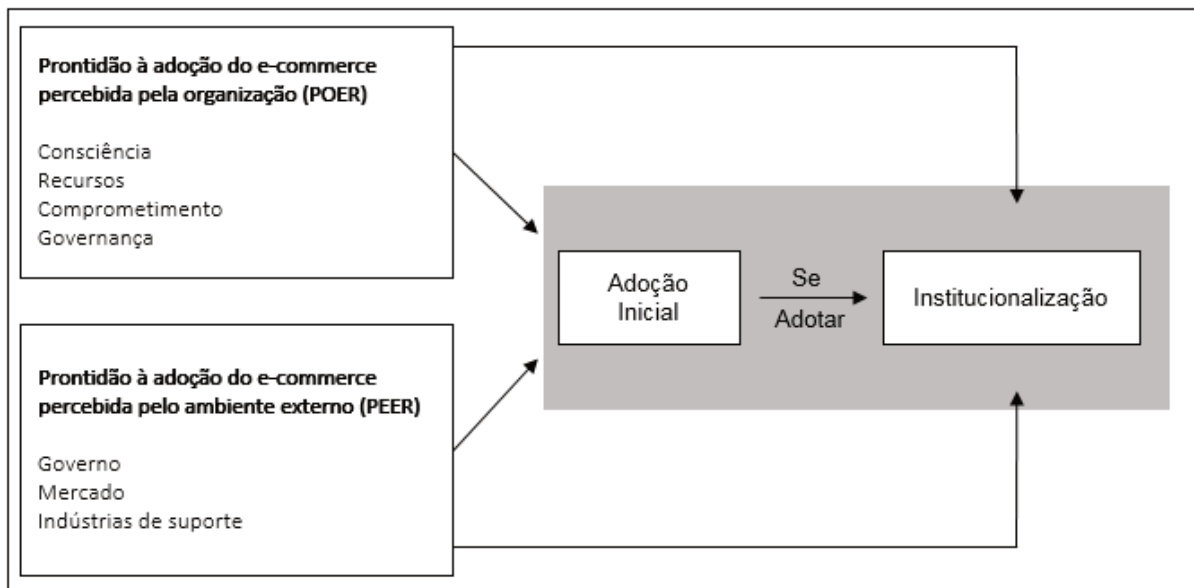 Prontidão à adoção do e-commerce
percebida pela organização (POER)
Consciência
Recursos
Comprometimento
Governança
Prontidão à adoção do e-commerce
percebida pelo ambiente externo (PEER)
Governo
Mercado
Indústrias de suporte
Adoção
Inicial
Se
Adotar
Institucionalização